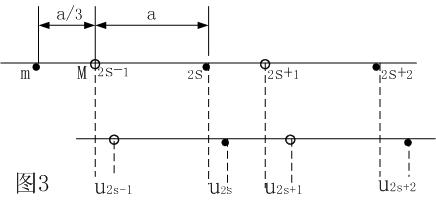 a/3 a
m M 2s-1 2s 2s+1 2s+2
图3 u2s-1 u2s u2s+1 u2s+2